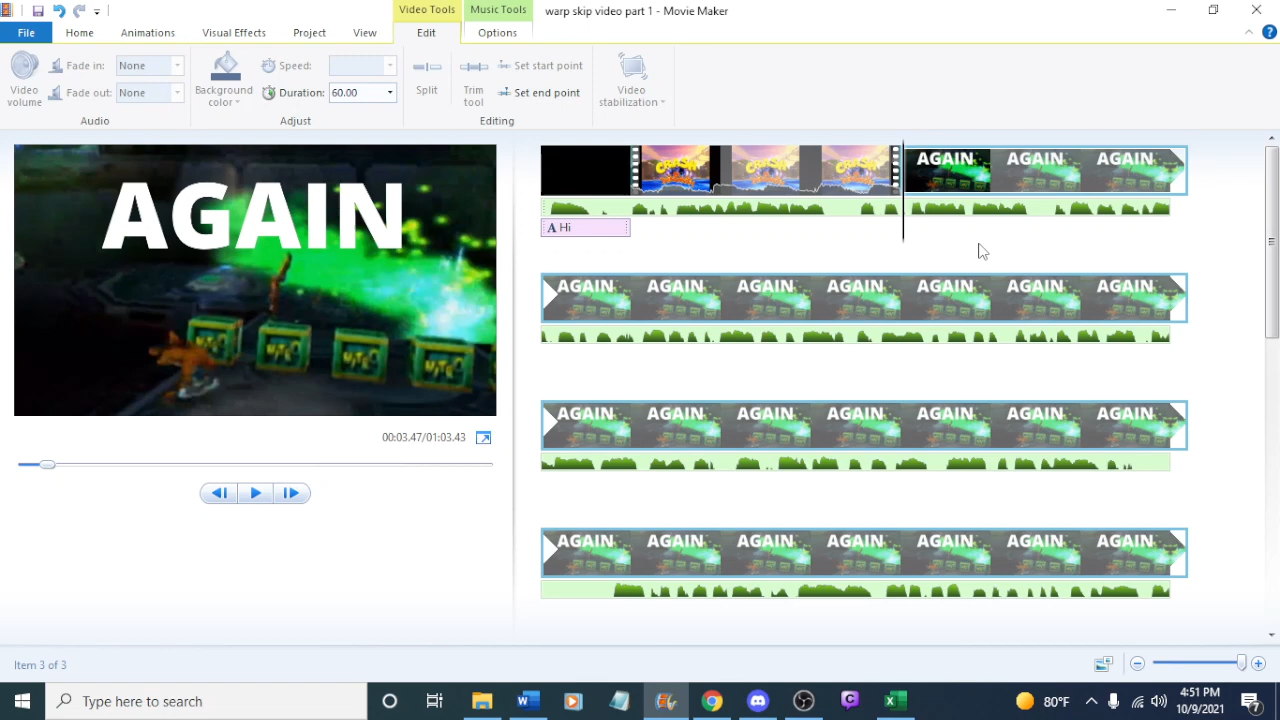 Video Tools
Music Tools
warp skip video part 1 - Movie Maker
File
Home
Animations
Visual Effects
Project
View
Edit
Options
Video volume
Fade in:
None
Fade out:
None
Audio
Background color
Speed:
Duration:
60.00
Adjust
Split
Trim tool
Set start point
Set end point
Editing
Video stabilization
AGAIN
00:03.47/01:03.43
AGAIN AGAIN AGAIN
A Hi
AGAIN AGAIN AGAIN AGAIN AGAIN AGAIN AGAIN
AGAIN AGAIN AGAIN AGAIN AGAIN AGAIN AGAIN
AGAIN AGAIN AGAIN AGAIN AGAIN AGAIN AGAIN
Item 3 of 3
Type here to search
80°F
4:51 PM
10/9/2021
7